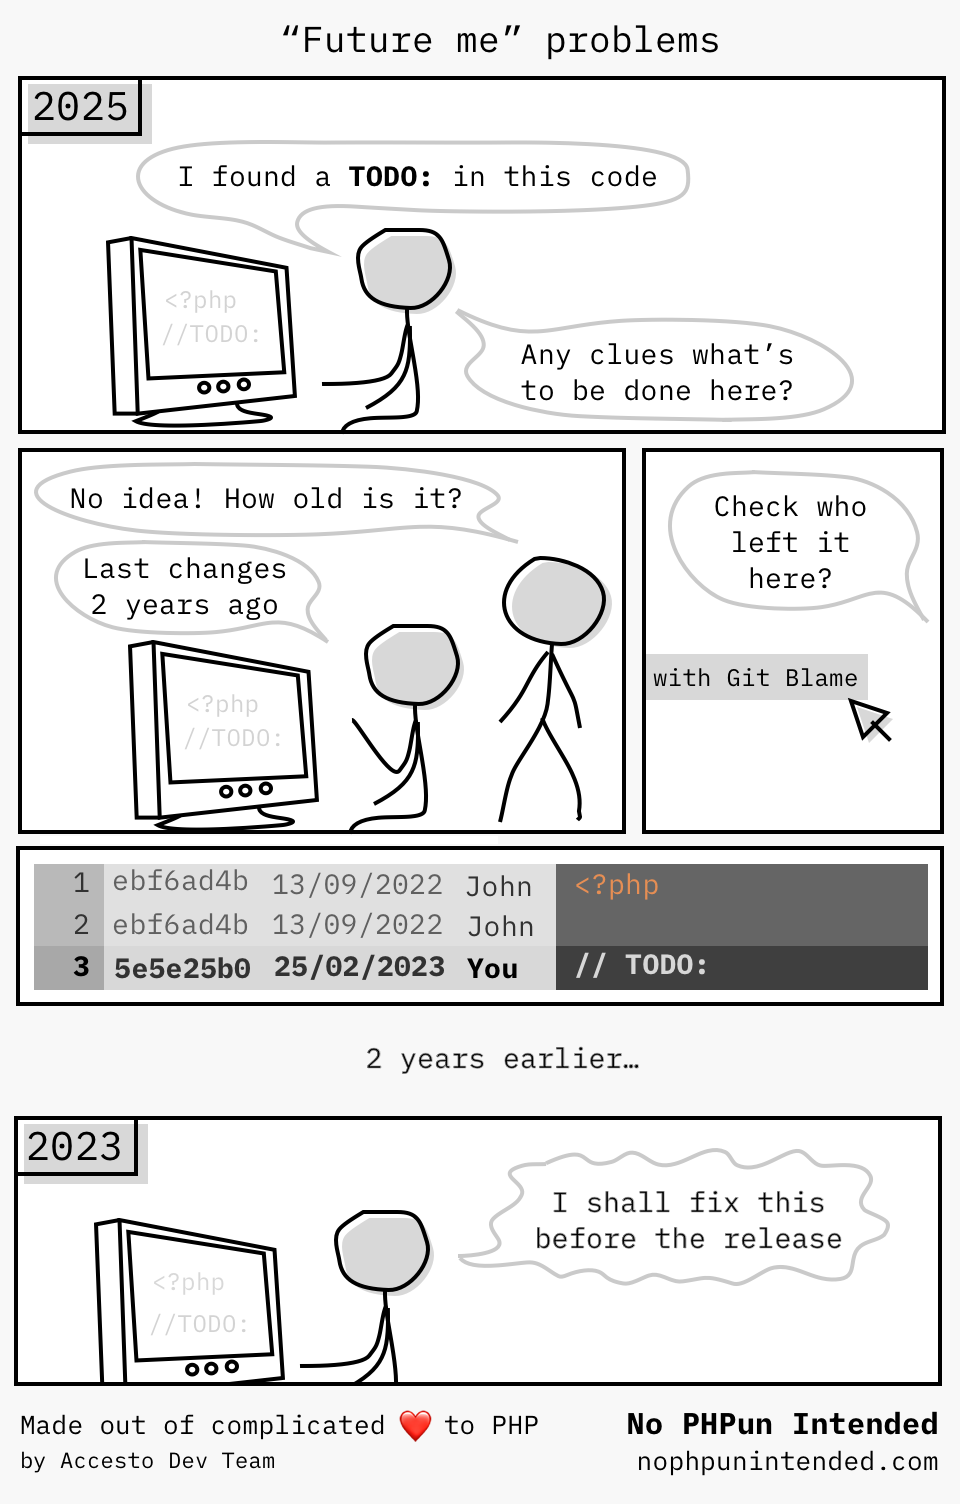 “Future me” problems
2025
I found a TODO: in this code
<?php
//TODO:
Any clues what’s
to be done here?
No idea! How old is it?
Last changes
2 years ago
<?php
//TODO:
Check who
left it
here?
with Git Blame
1 ebf6ad4b 13/09/2022 John <?php
2 ebf6ad4b 13/09/2022 John
3 5e5e25b0 25/02/2023 You // TODO:
2 years earlier…
2023
I shall fix this
before the release
<?php
//TODO:
Made out of complicated ❤️ to PHP
by Accesto Dev Team
No PHPun Intended
nophpunintended.com